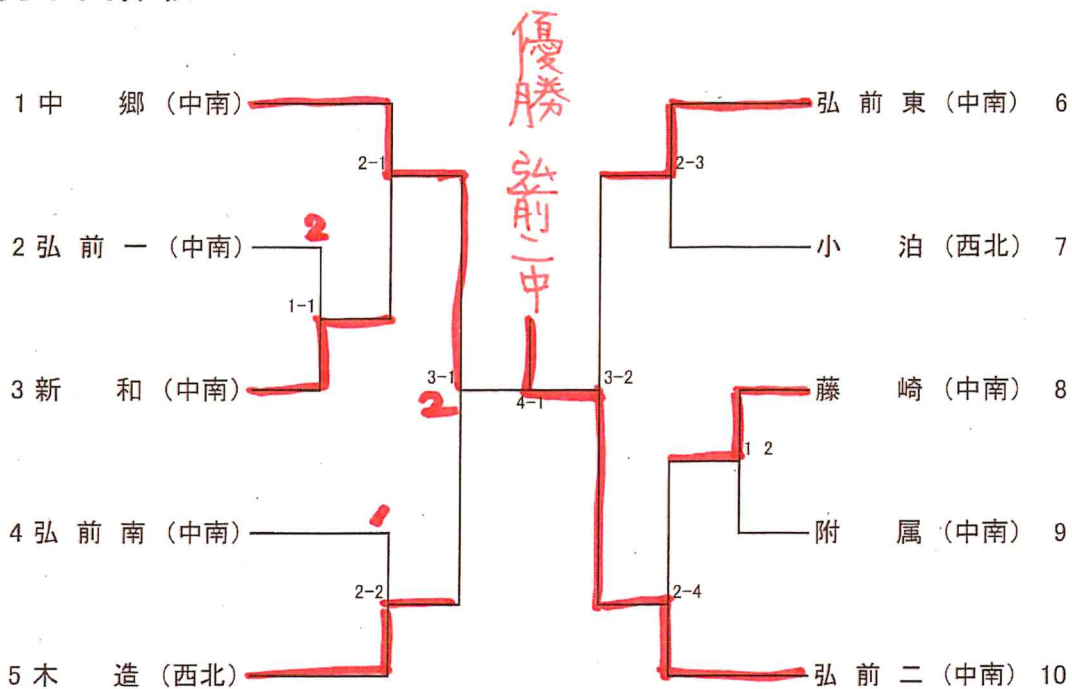 優勝 弘前二中
1 中 郷 (中南)
2-1
2
2 弘 前 一 (中南)
1-1
3 新 和 (中南)
3-1
2
4 弘 前 南 (中南)
2-2
5 木 造 (西北)
4-1
弘 前 東 (中南) 6
2-3
小 泊 (西北) 7
3-2
藤 崎 (中南) 8
1 2
附 属 (中南) 9
2-4
弘 前 二 (中南) 10